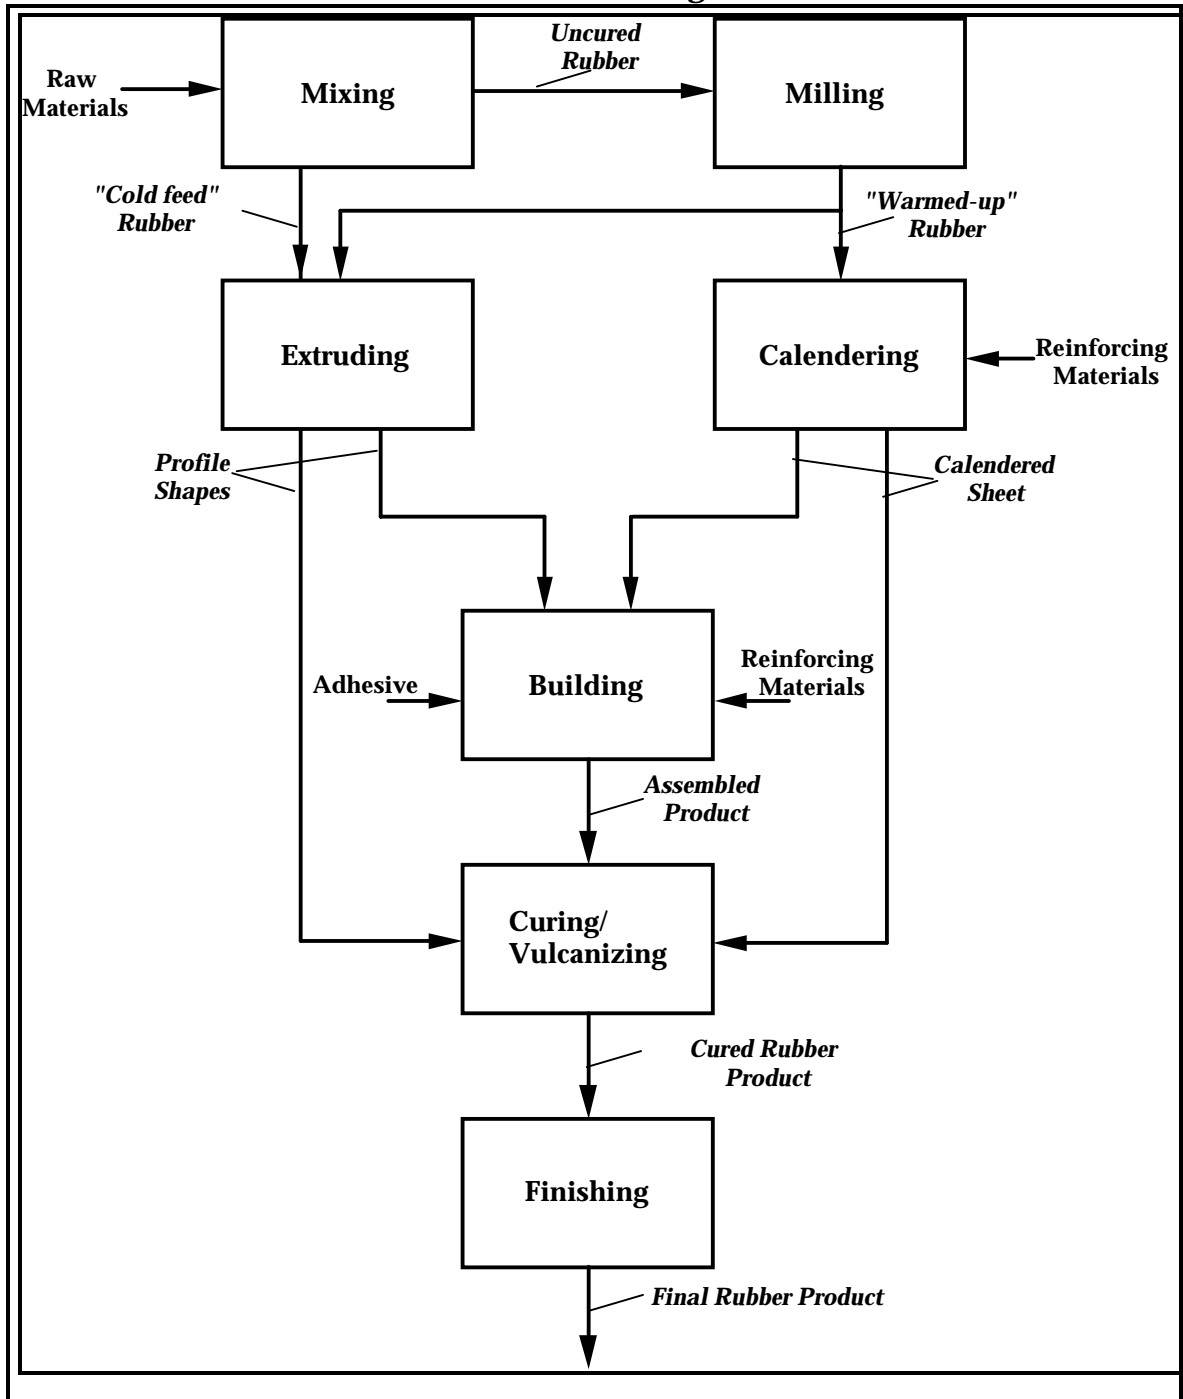 Uncured
Rubber
Raw
Materials
Mixing
Milling
"Cold feed"
Rubber
"Warmed-up"
Rubber
Extruding
Calendering
Reinforcing
Materials
Profile
Shapes
Calendered
Sheet
Adhesive
Building
Reinforcing
Materials
Assembled
Product
Curing/
Vulcanizing
Cured Rubber
Product
Finishing
Final Rubber Product